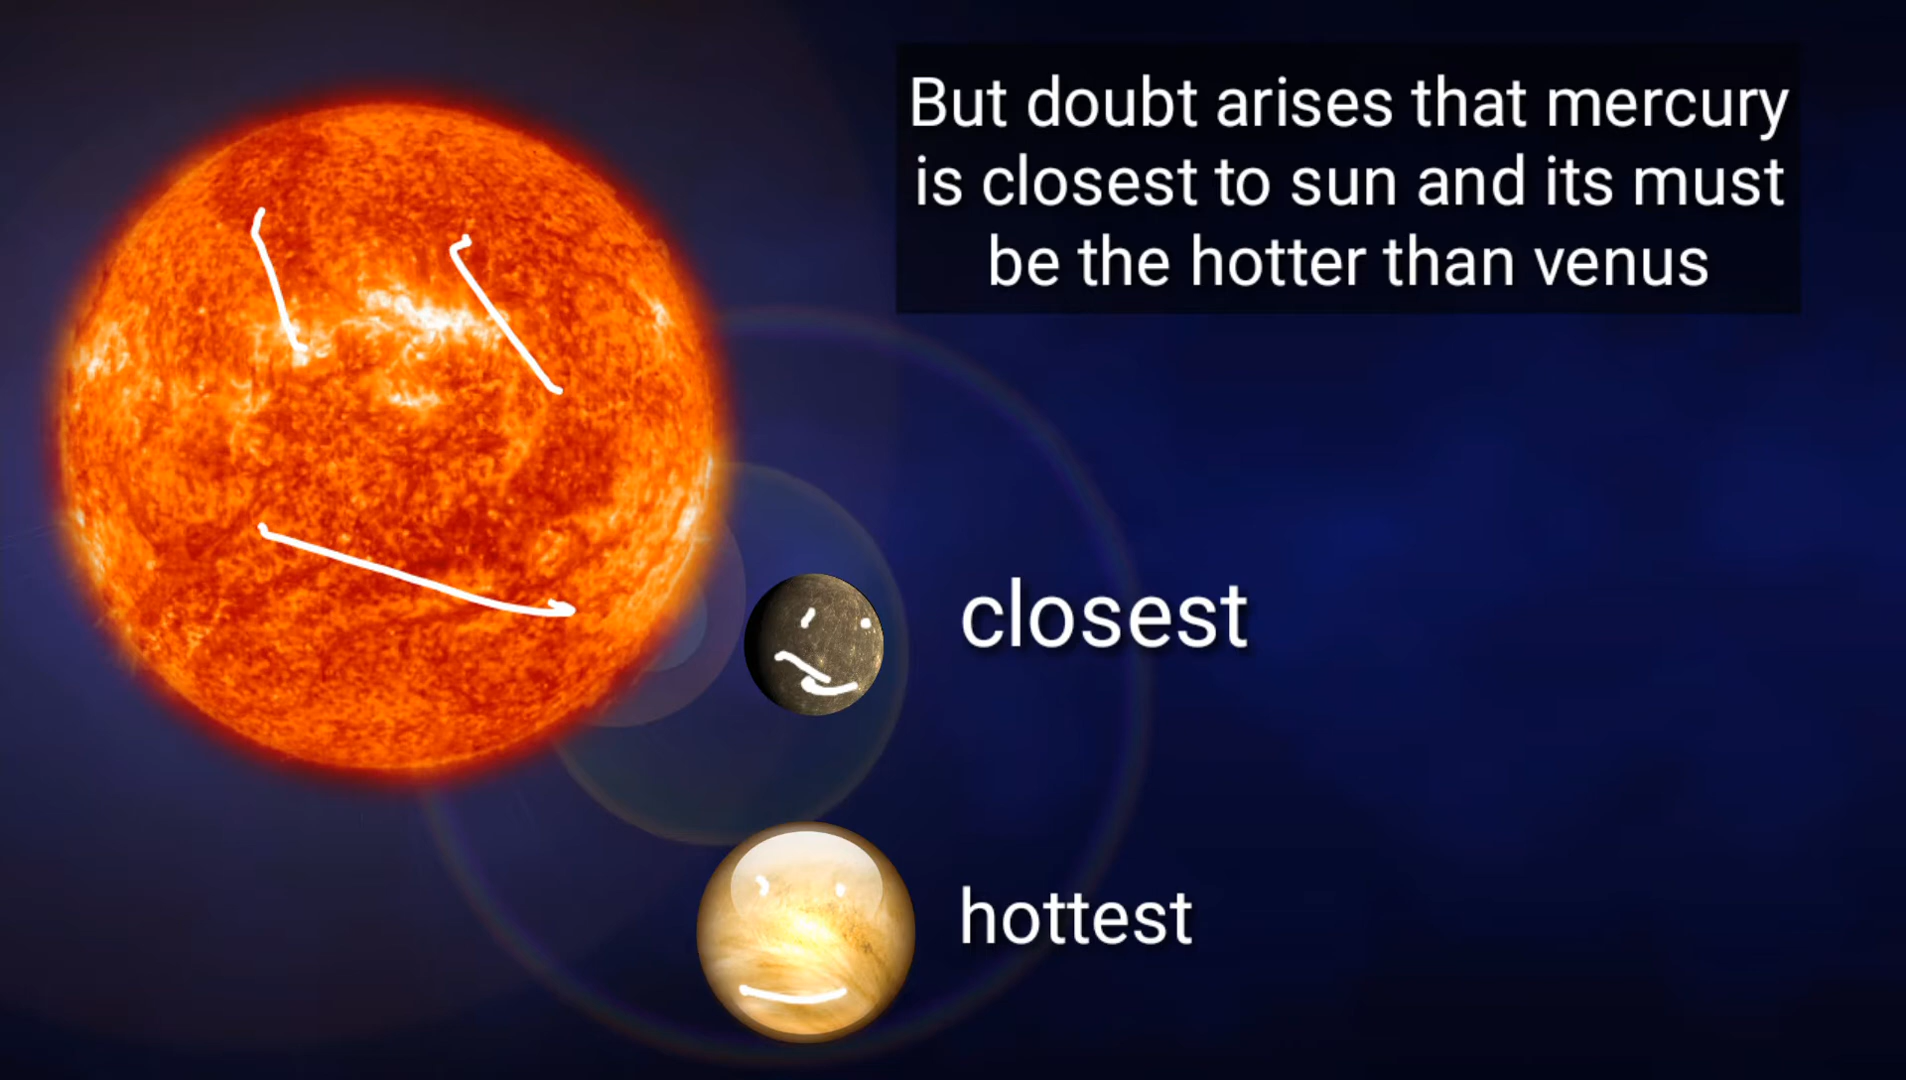 But doubt arises that mercury
is closest to sun and its must
be the hotter than venus
closest
hottest